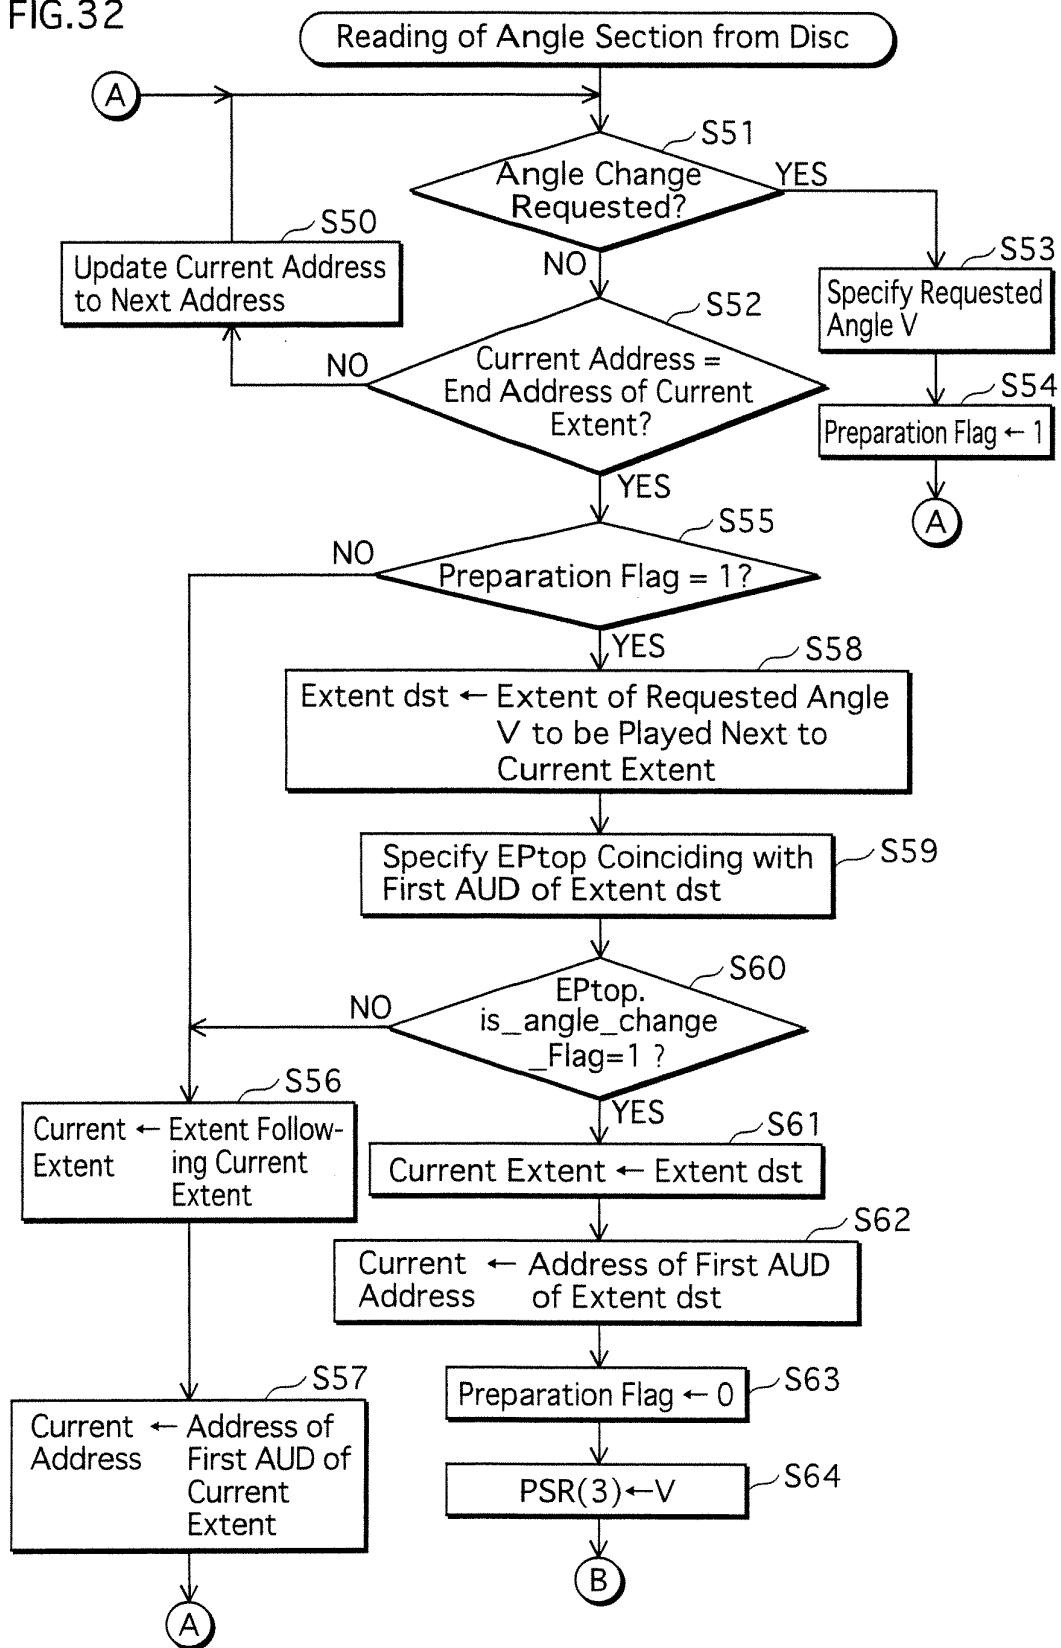 FIG.32
Reading of Angle Section from Disc
A
S51
Angle Change
Requested?
YES
NO
S50
Update Current Address
to Next Address
S53
Specify Requested
Angle V
S52
Current Address =
End Address of Current
Extent?
NO
YES
S54
Preparation Flag ← 1
A
S55
Preparation Flag = 1?
NO
YES
S58
Extent dst ← Extent of Requested Angle
V to be Played Next to
Current Extent
S59
Specify EPtop Coinciding with
First AUD of Extent dst
S60
EPtop.
is_angle_change
_Flag=1 ?
NO
YES
S56
Current ← Extent Follow-
Extent ing Current
Extent
S61
Current Extent ← Extent dst
S62
Current ← Address of First AUD
Address of Extent dst
S57
Current ← Address of
Address First AUD of
Current
Extent
S63
Preparation Flag ← 0
S64
PSR(3)←V
B
A